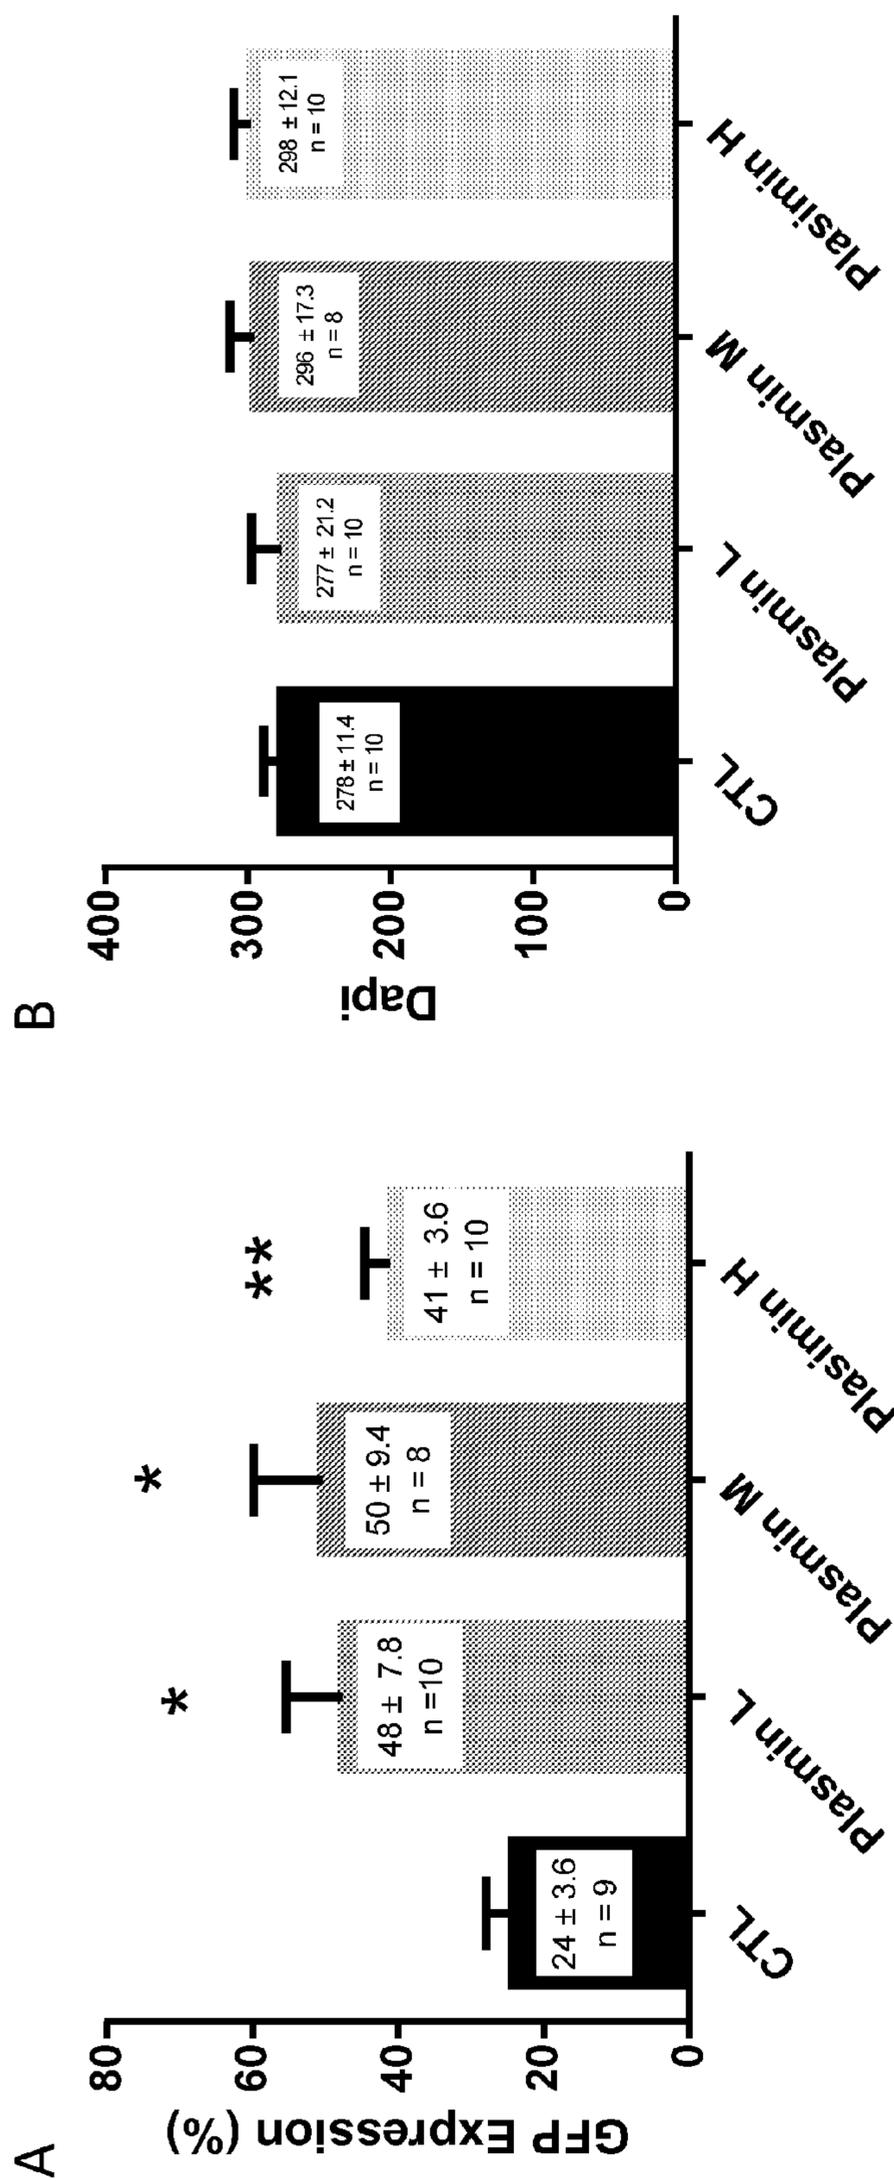 A
GFP Expression (%)
80
60
40
20
0
24 ± 3.6
n = 9
48 ± 7.8
n =10
*
50 ± 9.4
n = 8
*
41 ± 3.6
n = 10
**
CTL
Plasmin L
Plasmin M
Plasimin H
B
Dapi
400
300
200
100
0
278 ± 11.4
n = 10
277 ± 21.2
n = 10
296 ± 17.3
n = 8
298 ± 12.1
n = 10
CTL
Plasmin L
Plasmin M
Plasimin H